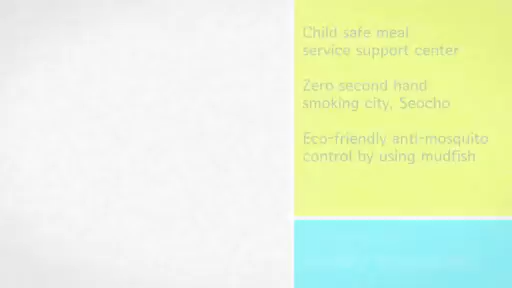 Child safe meal
service support center
Zero second hand
smoking city, Seocho
Eco-friendly anti-mosquito
control by using mudfish